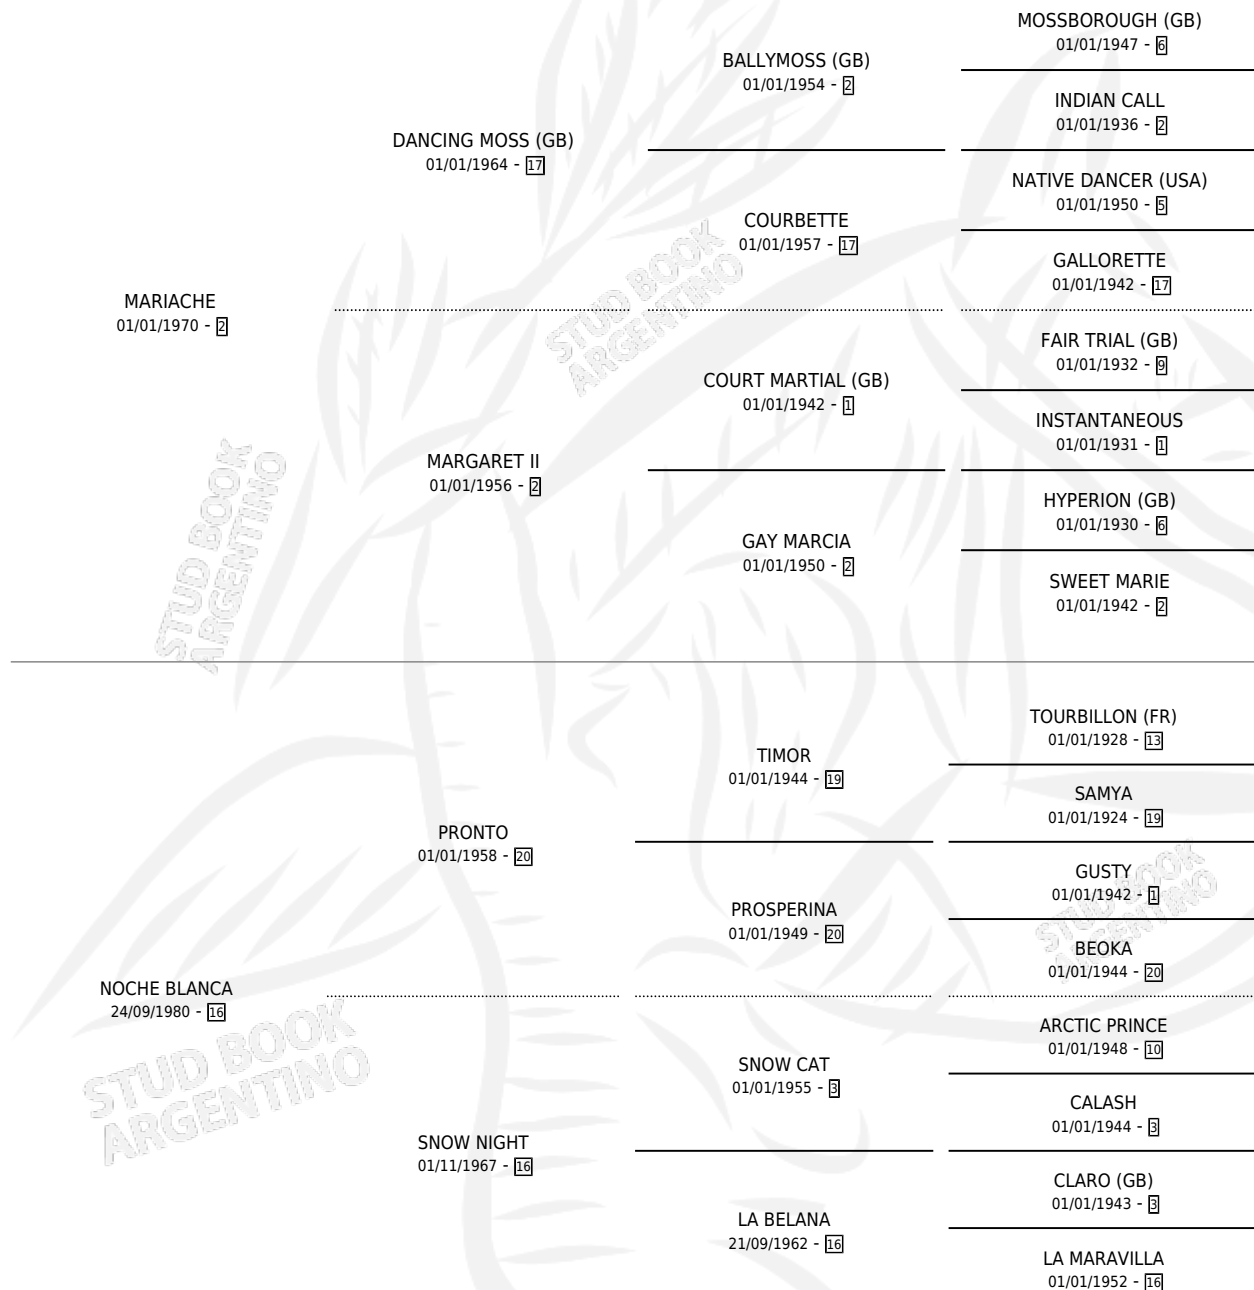 MOSSBOROUGH (GB)
01/01/1947 - 6
BALLYMOSS (GB)
01/01/1954 - 2
INDIAN CALL
01/01/1936 - 2
DANCING MOSS (GB)
01/01/1964 - 17
NATIVE DANCER (USA)
01/01/1950 - 5
COURBETTE
01/01/1957 - 17
GALLORETTE
01/01/1942 - 17
MARIACHE
01/01/1970 - 2
STUD BOOK
ARGENTINO
FAIR TRIAL (GB)
01/01/1932 - 9
COURT MARTIAL (GB)
01/01/1942 - 1
INSTANTANEOUS
01/01/1931 - 1
MARGARET II
01/01/1956 - 2
HYPERION (GB)
01/01/1930 - 6
GAY MARCIA
01/01/1950 - 2
SWEET MARIE
01/01/1942 - 2
STUD BOOK
ARGENTINO
TOURBILLON (FR)
01/01/1928 - 13
TIMOR
01/01/1944 - 19
SAMYA
01/01/1924 - 19
PRONTO
01/01/1958 - 20
GUSTY
01/01/1942 - 1
PROSPERINA
01/01/1949 - 20
BEOKA
01/01/1944 - 20
STUD BOOK
ARGENTINO
NOCHE BLANCA
24/09/1980 - 16
ARCTIC PRINCE
01/01/1948 - 10
SNOW CAT
01/01/1955 - 3
CALASH
01/01/1944 - 3
STUD BOOK
ARGENTINO
SNOW NIGHT
01/11/1967 - 16
CLARO (GB)
01/01/1943 - 3
LA BELANA
21/09/1962 - 16
LA MARAVILLA
01/01/1952 - 16